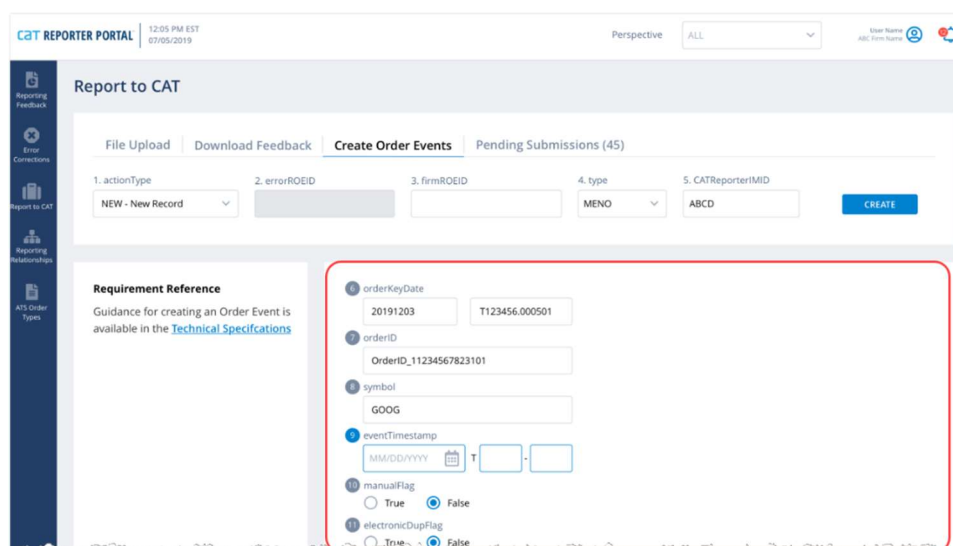 CAT REPORTER PORTAL
12:05 PM EST
07/05/2019
Perspective
ALL
User Name
ABC Firm Name
Reporting
Feedback
Error
Corrections
Report to CAT
Reporting
Relationships
ATS Order
Types
Report to CAT
File Upload Download Feedback Create Order Events Pending Submissions (45)
1. actionType 2. errorROEID 3. firmROEID 4. type 5. CATReporterIMID
NEW - New Record MENO ABCD CREATE
Requirement Reference
Guidance for creating an Order Event is
available in the Technical Specifcations
6 orderKeyDate
20191203 T123456.000501
7 orderID
OrderID_11234567823101
8 symbol
GOOG
9 eventTimestamp
MM/DD/YYYY T -
10 manualFlag
True False
11 electronicDupFlag
True False